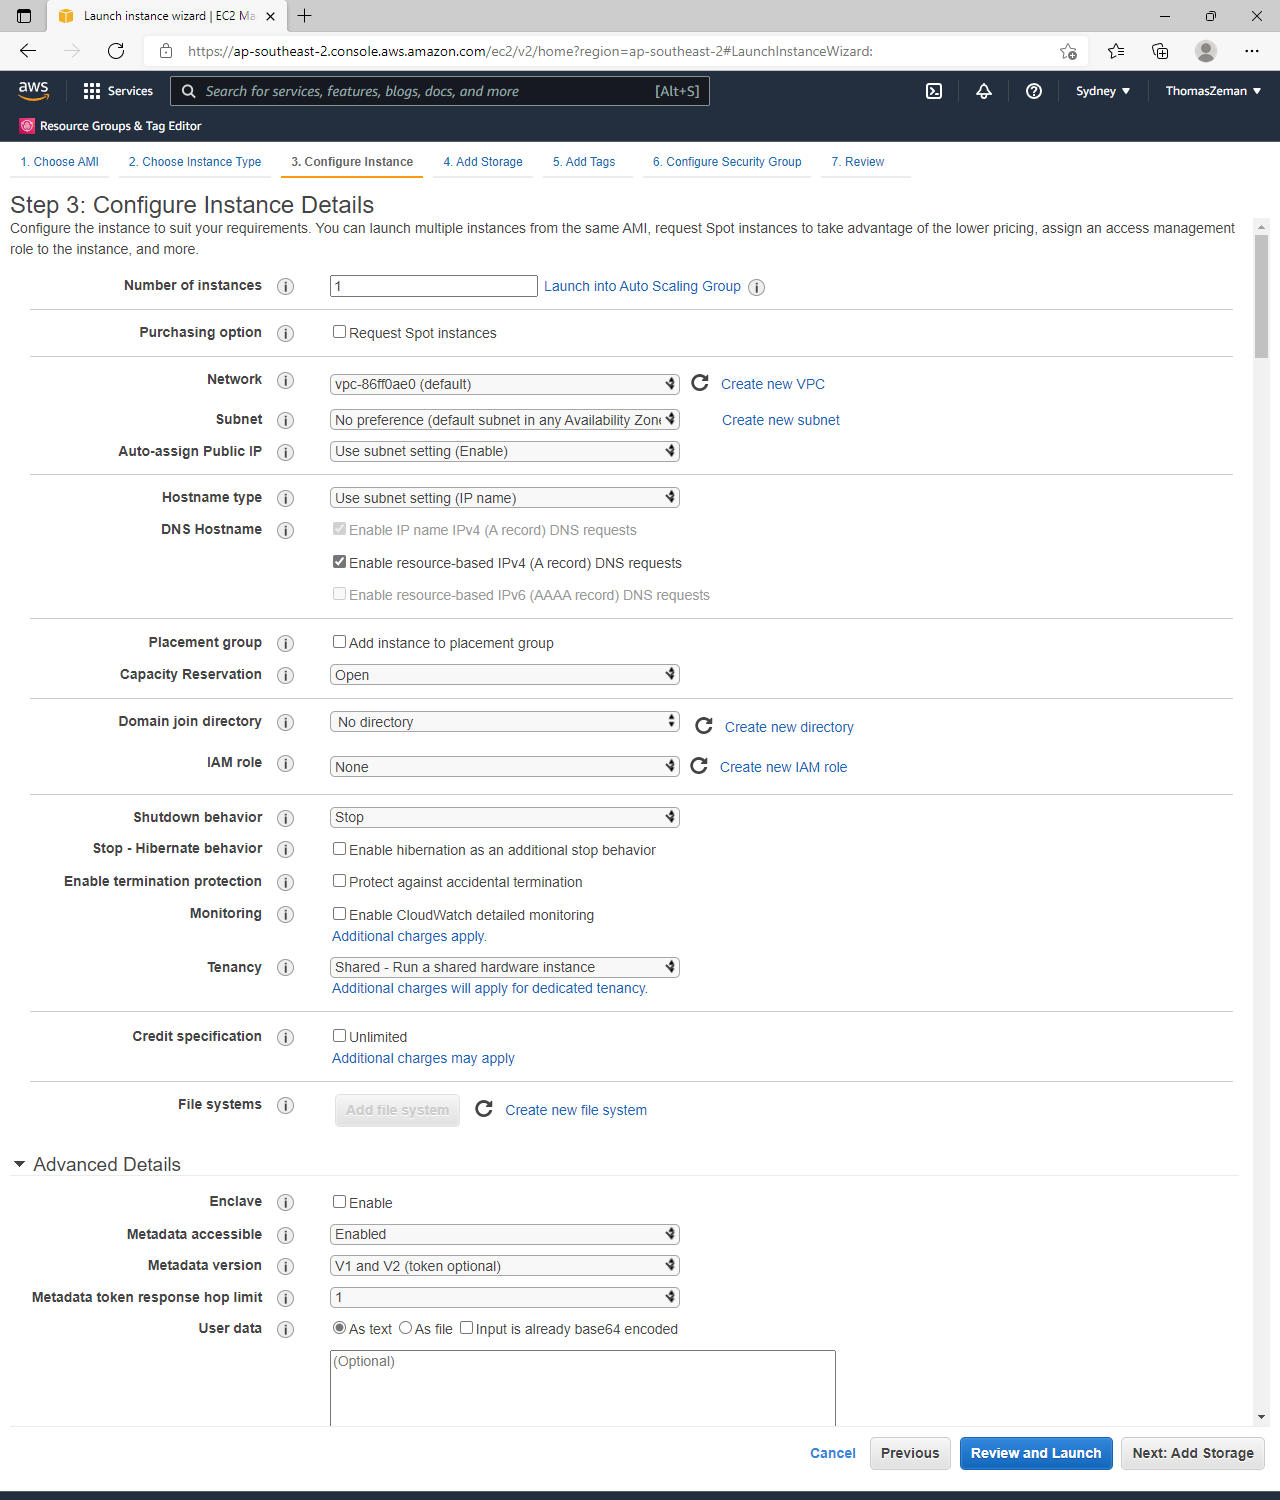 Launch instance wizard | EC2 Ma
https://ap-southeast-2.console.aws.amazon.com/ec2/v2/home?region=ap-southeast-2#LaunchInstanceWizard:
aws Services Search for services, features, blogs, docs, and more [Alt+S] Sydney ThomasZeman
Resource Groups & Tag Editor
1. Choose AMI 2. Choose Instance Type 3. Configure Instance 4. Add Storage 5. Add Tags 6. Configure Security Group 7. Review
Step 3: Configure Instance Details
Configure the instance to suit your requirements. You can launch multiple instances from the same AMI, request Spot instances to take advantage of the lower pricing, assign an access management
role to the instance, and more.
Number of instances 1 Launch into Auto Scaling Group
Purchasing option Request Spot instances
Network vpc-86ff0ae0 (default) Create new VPC
Subnet No preference (default subnet in any Availability Zone Create new subnet
Auto-assign Public IP Use subnet setting (Enable)
Hostname type Use subnet setting (IP name)
DNS Hostname Enable IP name IPv4 (A record) DNS requests
Enable resource-based IPv4 (A record) DNS requests
Enable resource-based IPv6 (AAAA record) DNS requests
Placement group Add instance to placement group
Capacity Reservation Open
Domain join directory No directory Create new directory
IAM role None Create new IAM role
Shutdown behavior Stop
Stop - Hibernate behavior Enable hibernation as an additional stop behavior
Enable termination protection Protect against accidental termination
Monitoring Enable CloudWatch detailed monitoring
Additional charges apply.
Tenancy Shared - Run a shared hardware instance
Additional charges will apply for dedicated tenancy.
Credit specification Unlimited
Additional charges may apply
File systems Add file system Create new file system
Advanced Details
Enclave Enable
Metadata accessible Enabled
Metadata version V1 and V2 (token optional)
Metadata token response hop limit 1
User data As text As file Input is already base64 encoded
(Optional)
Cancel Previous Review and Launch Next: Add Storage